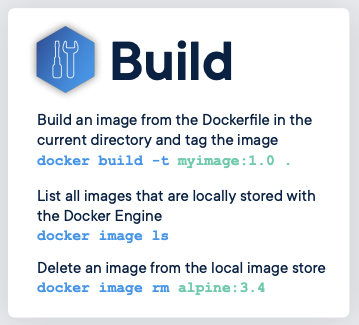 Build
Build an image from the Dockerfile in the
current directory and tag the image
docker build -t myimage:1.0 .
List all images that are locally stored with
the Docker Engine
docker image ls
Delete an image from the local image store
docker image rm alpine:3.4